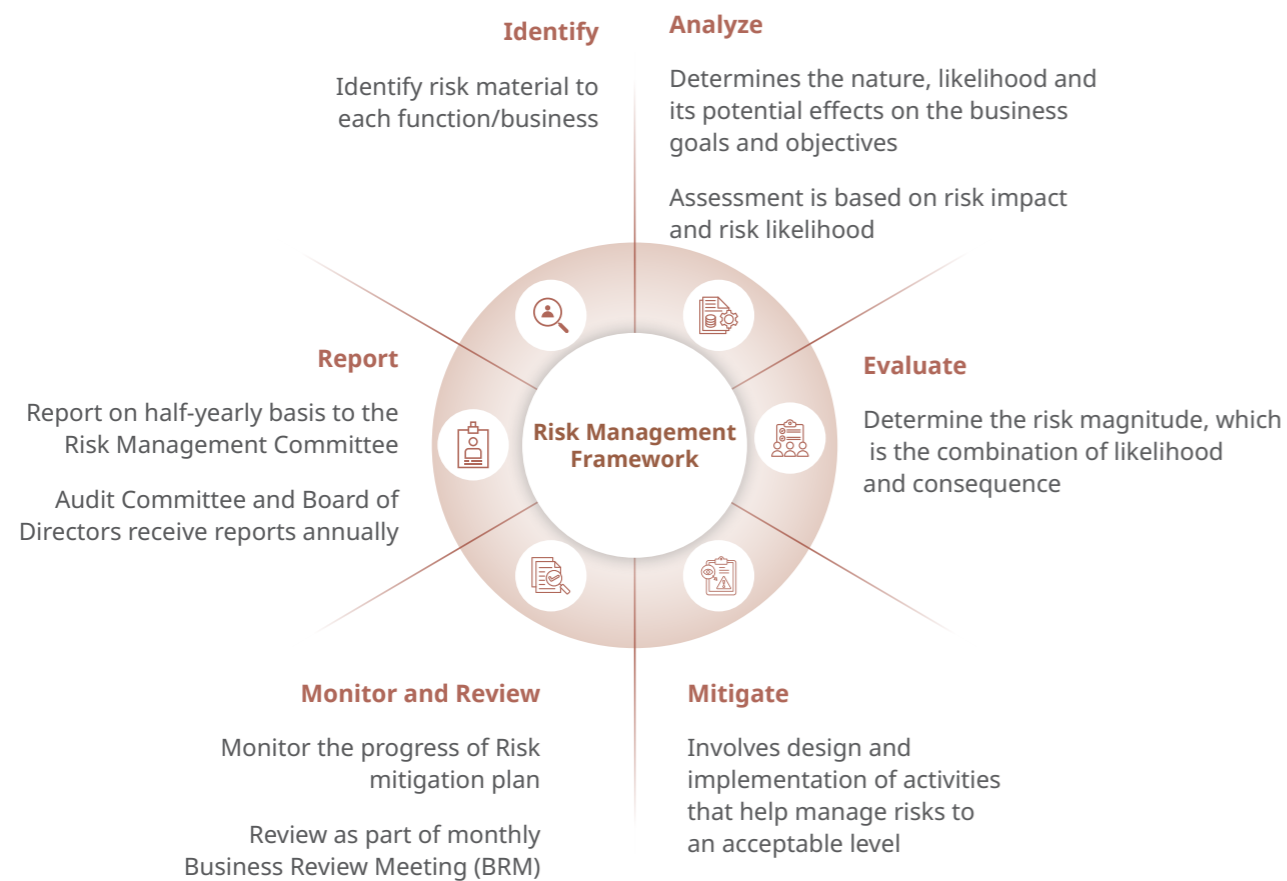 Identify
Identify risk material to
each function/business
Analyze
Determines the nature, likelihood and
its potential effects on the business
goals and objectives
Assessment is based on risk impact
and risk likelihood
Evaluate
Determine the risk magnitude, which
is the combination of likelihood
and consequence
Mitigate
Involves design and
implementation of activities
that help manage risks to
an acceptable level
Monitor and Review
Monitor the progress of Risk
mitigation plan
Review as part of monthly
Business Review Meeting (BRM)
Report
Report on half-yearly basis to the
Risk Management Committee
Audit Committee and Board of
Directors receive reports annually
Risk Management
Framework